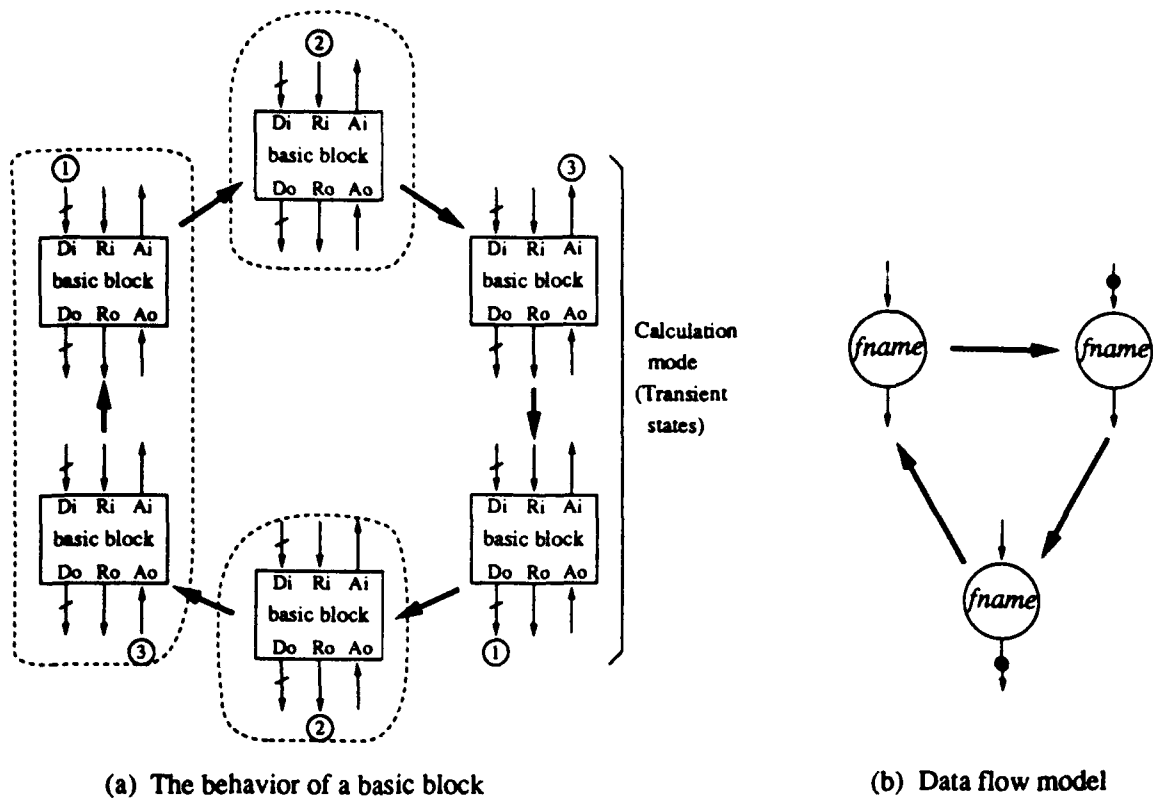 ②
Di Ri Ai
basic block
Do Ro Ao
①
Di Ri Ai
basic block
Do Ro Ao
③
Di Ri Ai
basic block
Do Ro Ao
Calculation
mode
(Transient
states)
Di Ri Ai
basic block
Do Ro Ao
③
Di Ri Ai
basic block
Do Ro Ao
②
Di Ri Ai
basic block
Do Ro Ao
①
(a) The behavior of a basic block
fname
fname
fname
(b) Data flow model